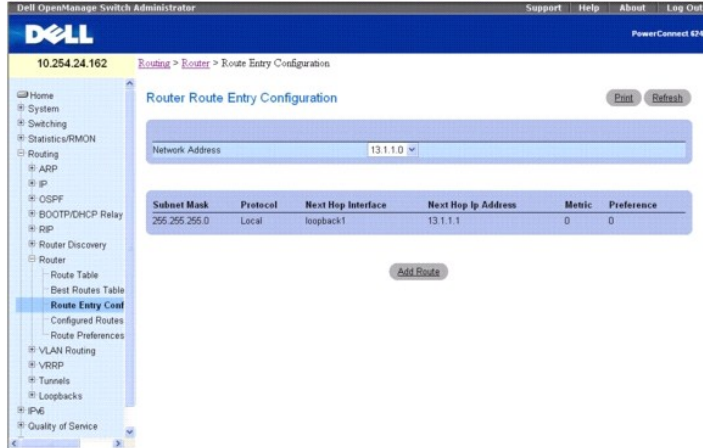 Dell OpenManage Switch Administrator
Support Help About Log Out
DELL
PowerConnect 624
10.254.24.162
Routing > Router > Route Entry Configuration
Home
System
Switching
Statistics/RMON
Routing
ARP
IP
OSPF
BOOTP/DHCP Relay
RIP
Router Discovery
Router
Route Table
Best Routes Table
Route Entry Conf
Configured Routes
Route Preferences
VLAN Routing
VRRP
Tunnels
Loopbacks
IPv6
Quality of Service
Router Route Entry Configuration
Print Refresh
Network Address 13.1.1.0
Subnet Mask Protocol Next Hop Interface Next Hop Ip Address Metric Preference
255.255.255.0 Local loopback1 13.1.1.1 0 0
Add Route